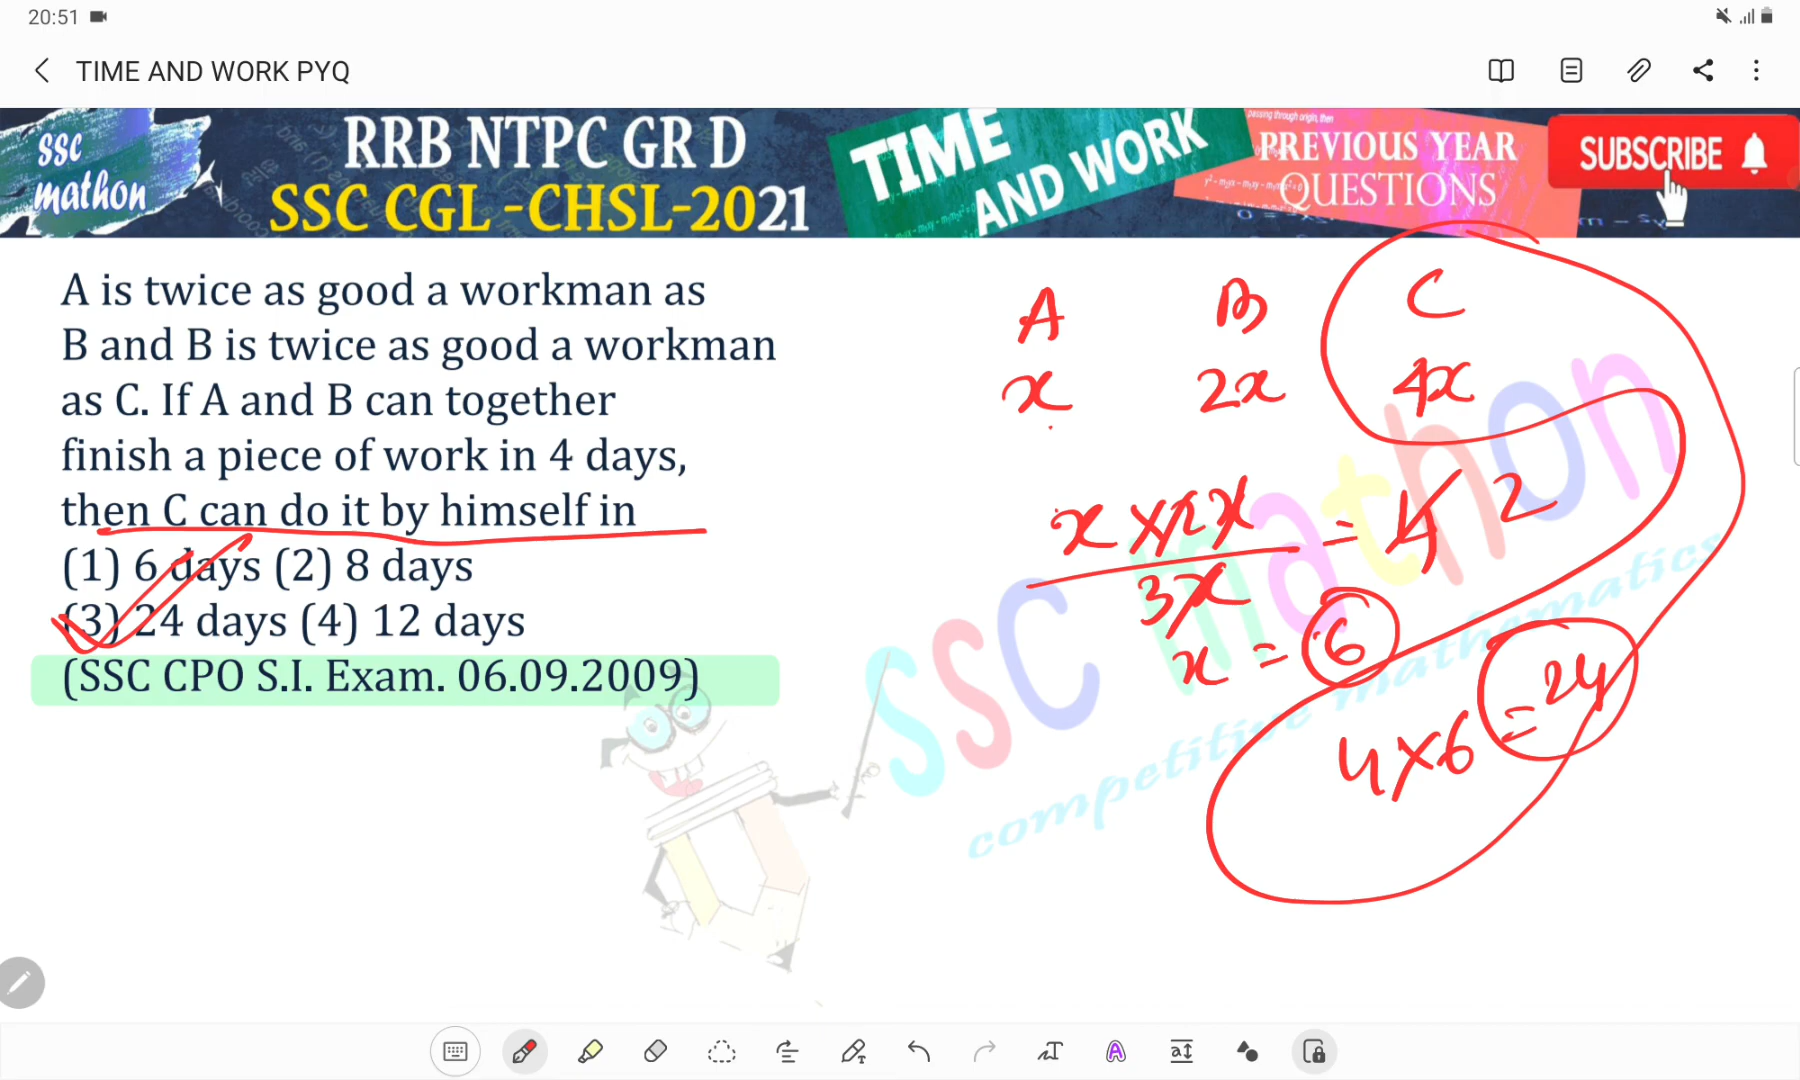 20:51
TIME AND WORK PYQ
SSC
mathon
RRB NTPC GR D
SSC CGL -CHSL-2021
TIME
AND WORK
passing through origin, then
PREVIOUS YEAR
QUESTIONS
SUBSCRIBE
A is twice as good a workman as
B and B is twice as good a workman
as C. If A and B can together
finish a piece of work in 4 days,
then C can do it by himself in
(1) 6 days (2) 8 days
(3) 24 days (4) 12 days
(SSC CPO S.I. Exam. 06.09.2009)
A B C
x 2x 4x
x × 2x = 4 2
3x
x = 6
4×6 = 24
SSC mathon
competitive mathematics